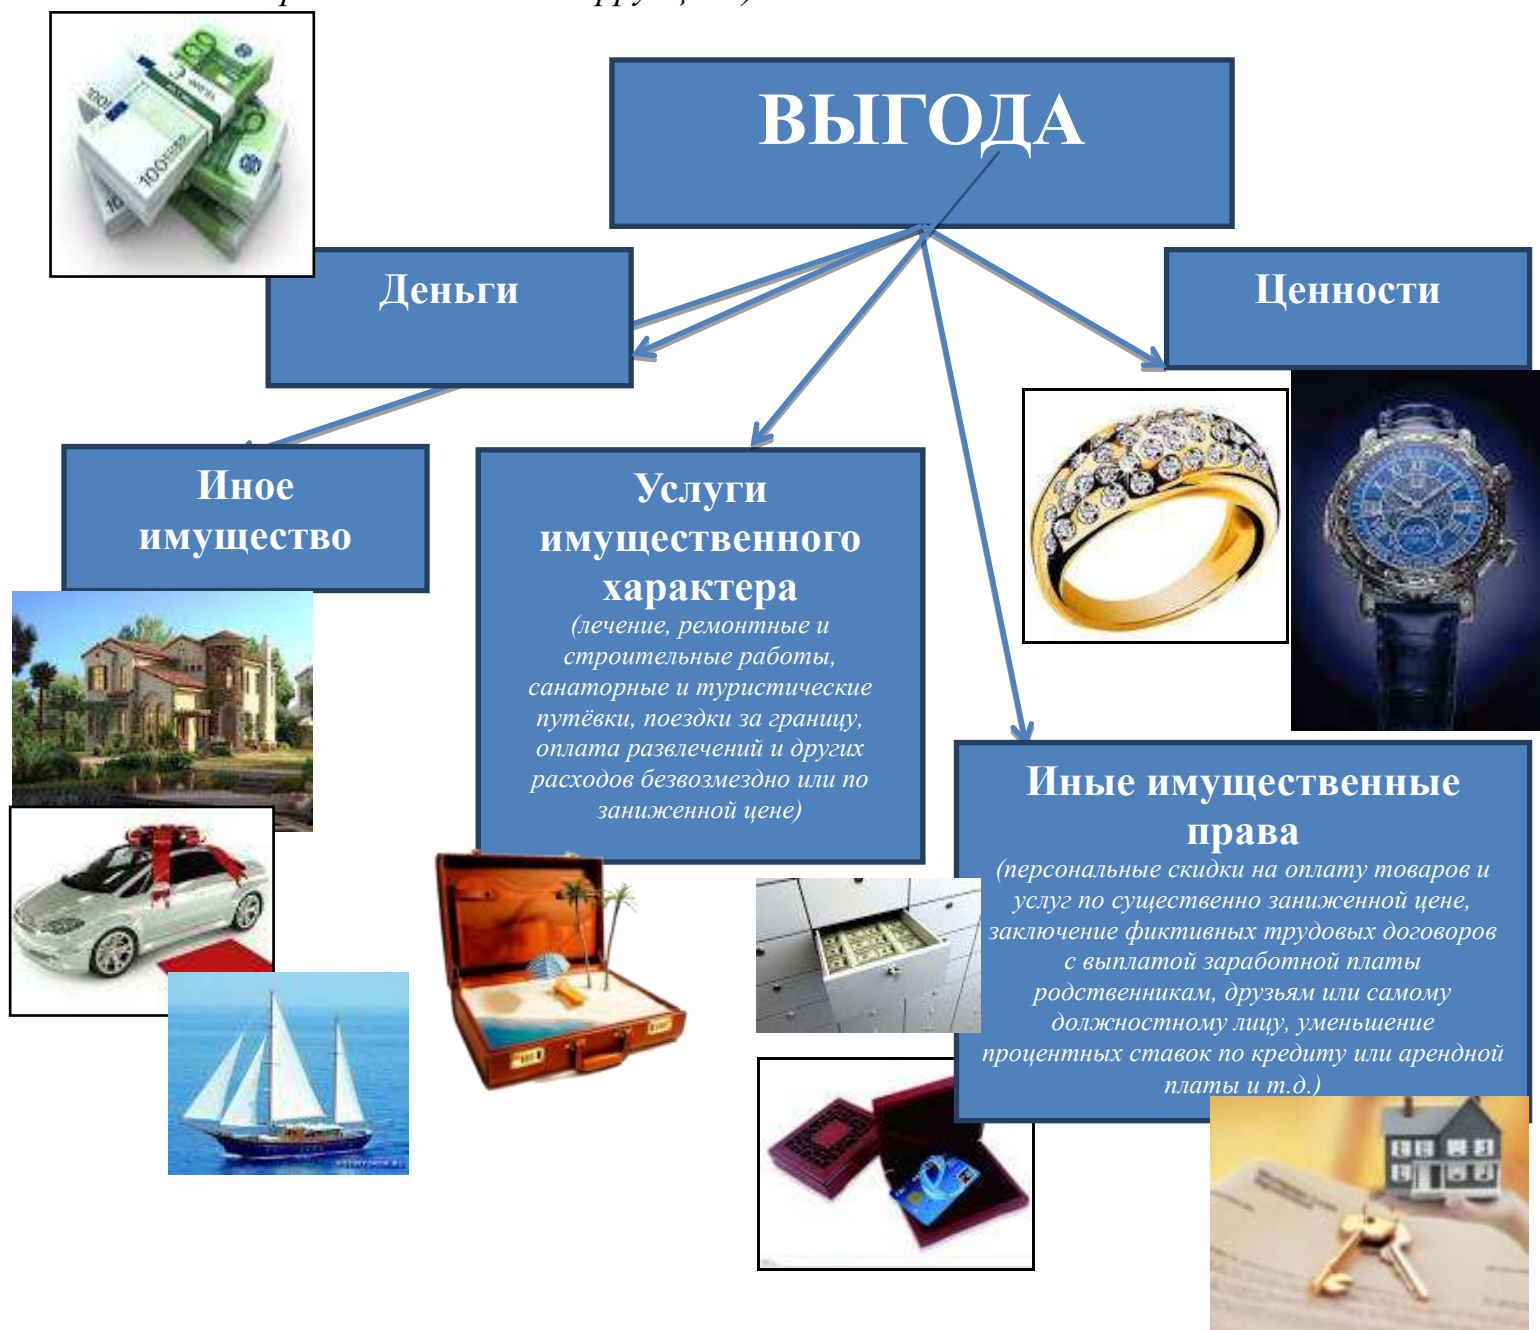 ВЫГОДА
Деньги
Ценности
Иное
имущество
Услуги
имущественного
характера
(лечение, ремонтные и
строительные работы,
санаторные и туристические
путёвки, поездки за границу,
оплата развлечений и других
расходов безвозмездно или по
заниженной цене)
Иные имущественные
права
(персональные скидки на оплату товаров и
услуг по существенно заниженной цене,
заключение фиктивных трудовых договоров
с выплатой заработной платы
родственникам, друзьям или самому
должностному лицу, уменьшение
процентных ставок по кредиту или арендной
платы и т.д.)
100
100
100